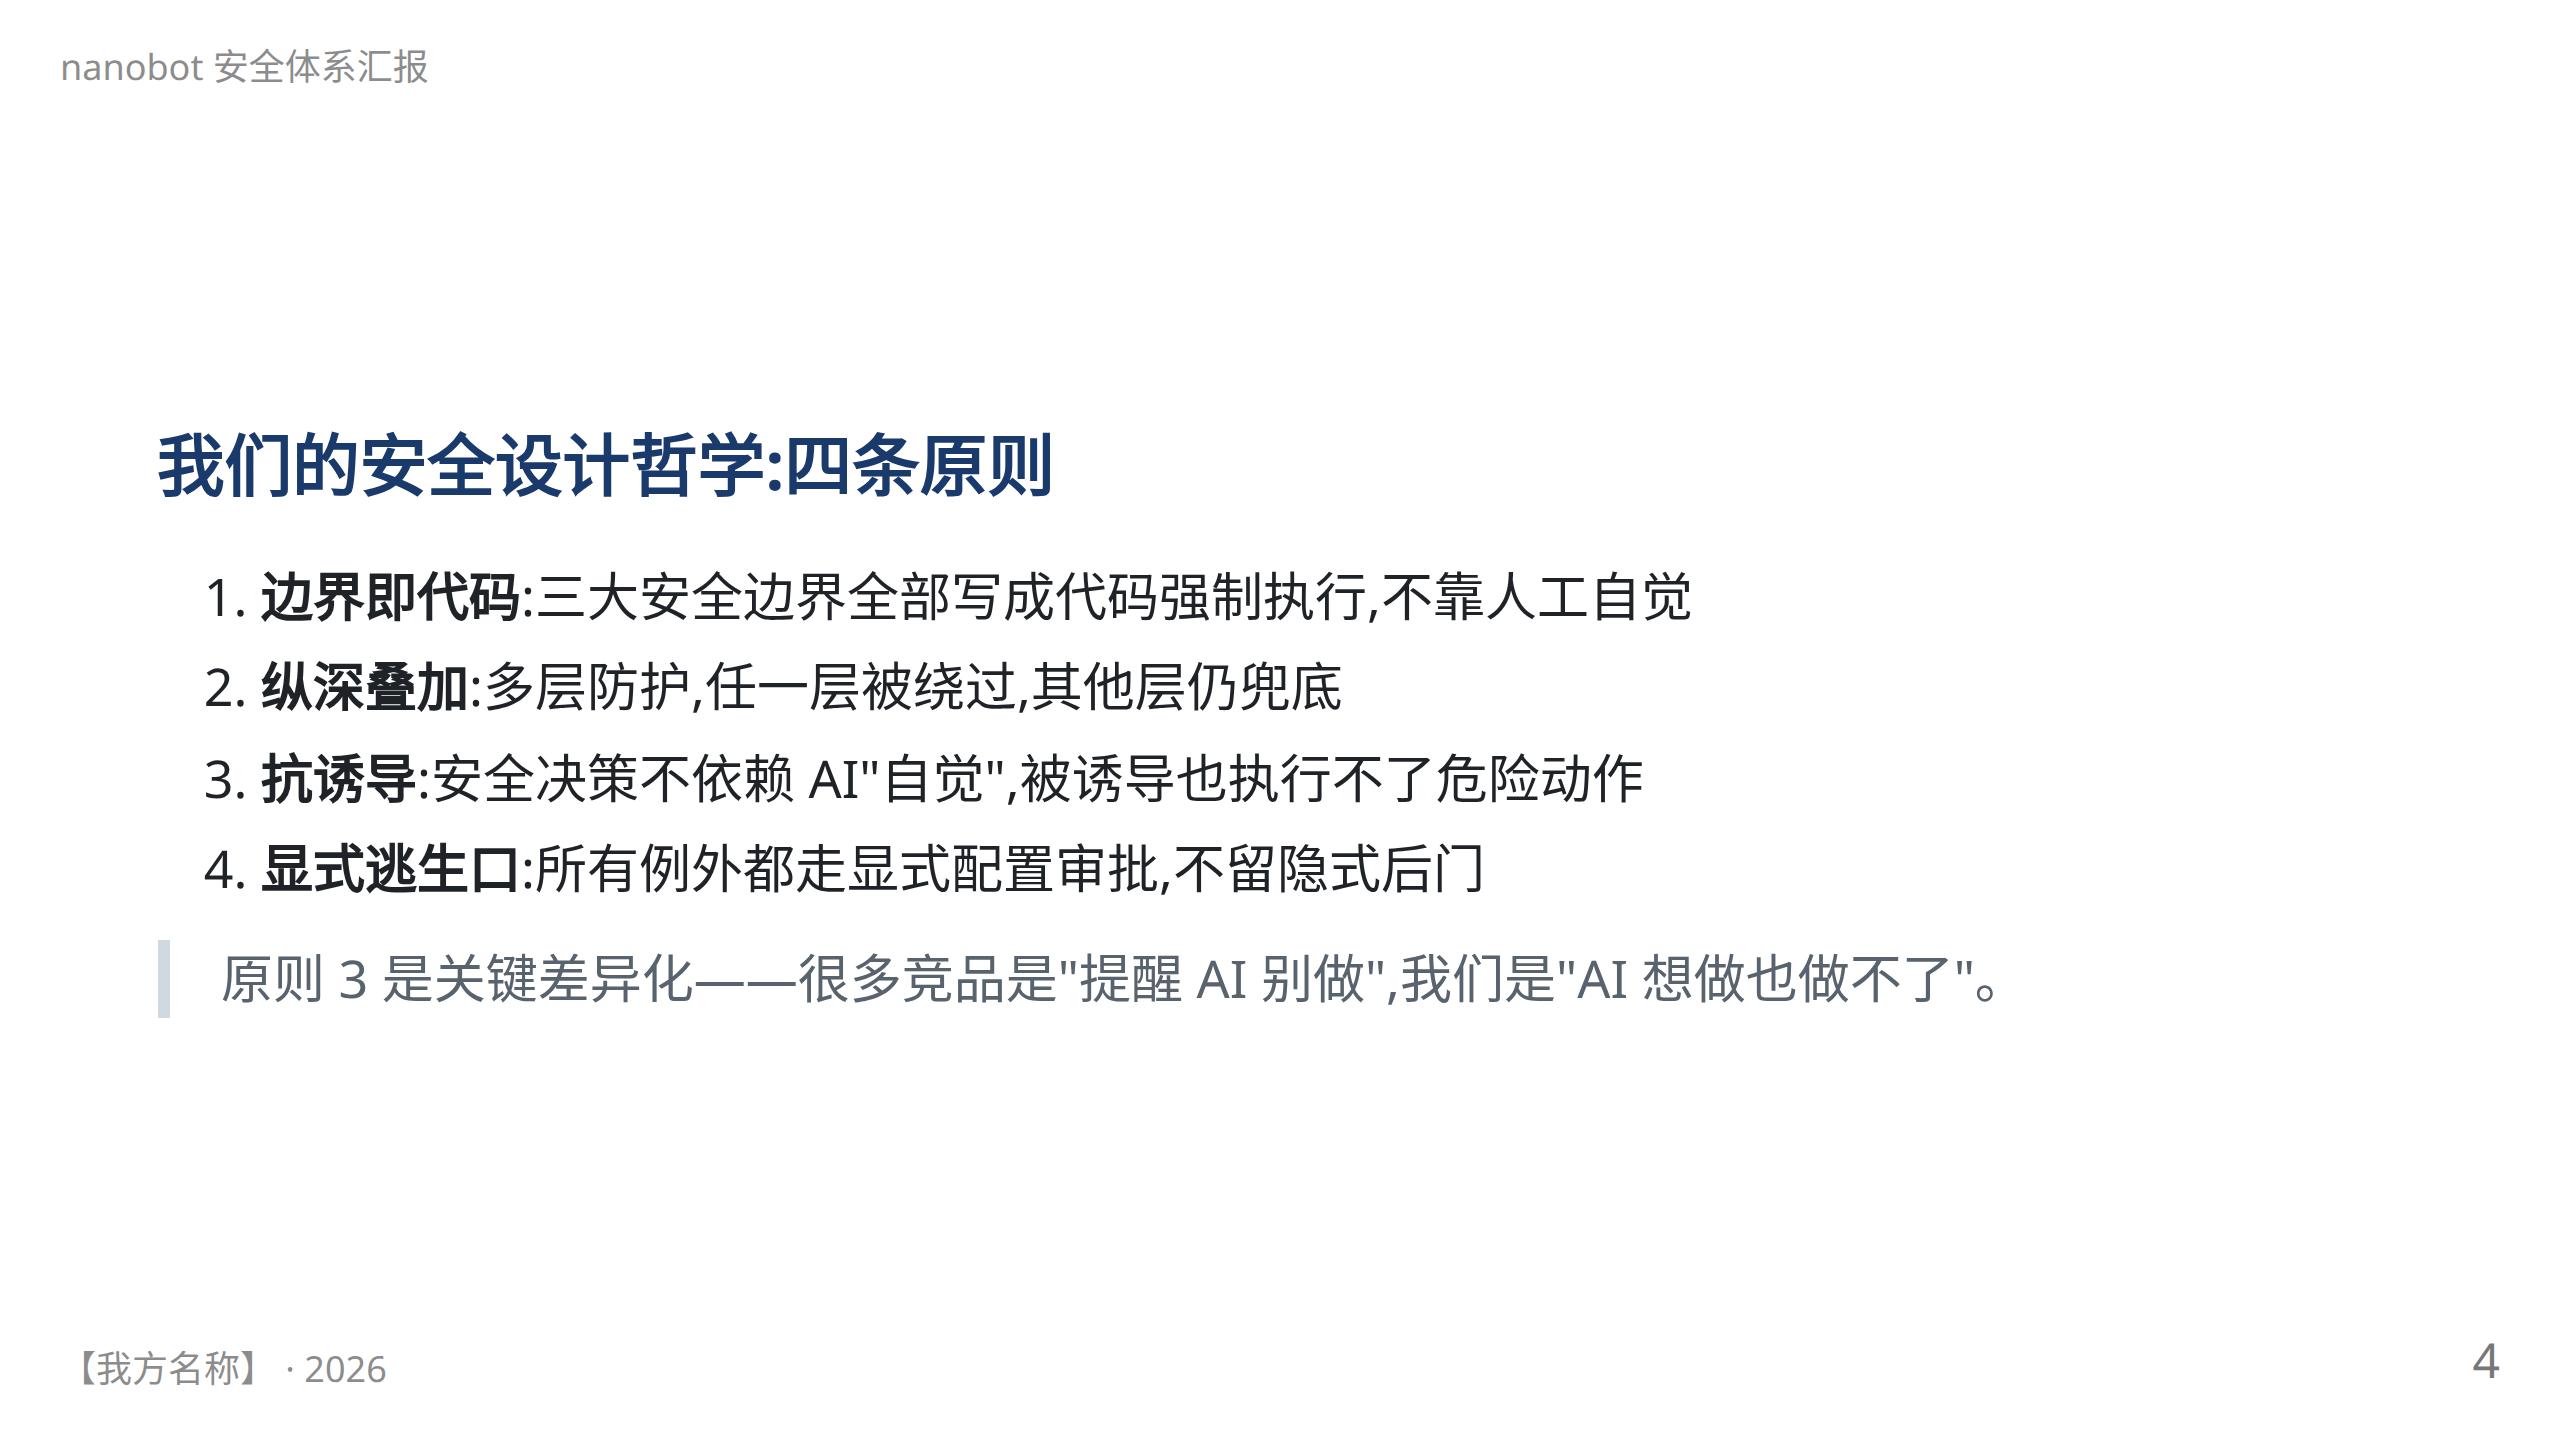 nanobot 安全体系汇报
我们的安全设计哲学:四条原则
1. 边界即代码:三大安全边界全部写成代码强制执行,不靠人工自觉
2. 纵深叠加:多层防护,任一层被绕过,其他层仍兜底
3. 抗诱导:安全决策不依赖 AI"自觉",被诱导也执行不了危险动作
4. 显式逃生口:所有例外都走显式配置审批,不留隐式后门
原则 3 是关键差异化——很多竞品是"提醒 AI 别做",我们是"AI 想做也做不了"。
【我方名称】 · 2026
4